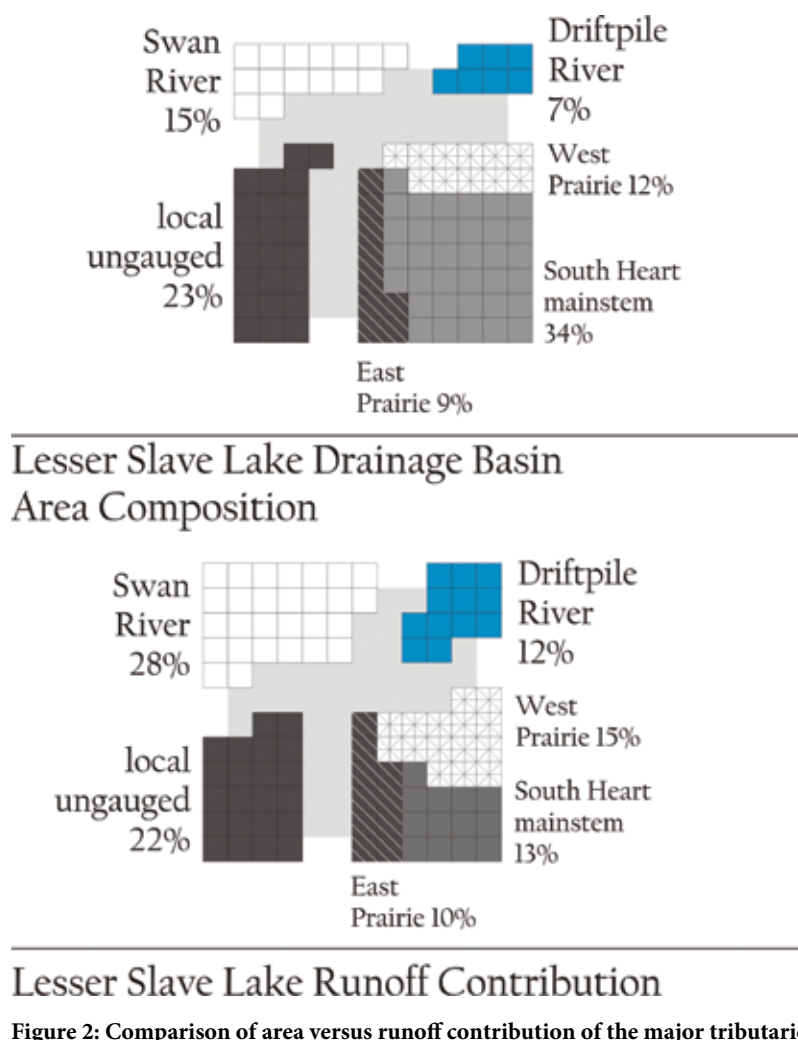 Swan
River
15%
Driftpile
River
7%
West
Prairie 12%
local
ungauged
23%
South Heart
mainstem
34%
East
Prairie 9%
Lesser Slave Lake Drainage Basin
Area Composition
Swan
River
28%
Driftpile
River
12%
West
Prairie 15%
local
ungauged
22%
South Heart
mainstem
13%
East
Prairie 10%
Lesser Slave Lake Runoff Contribution
Figure 2: Comparison of area versus runoff contribution of the major tributarie